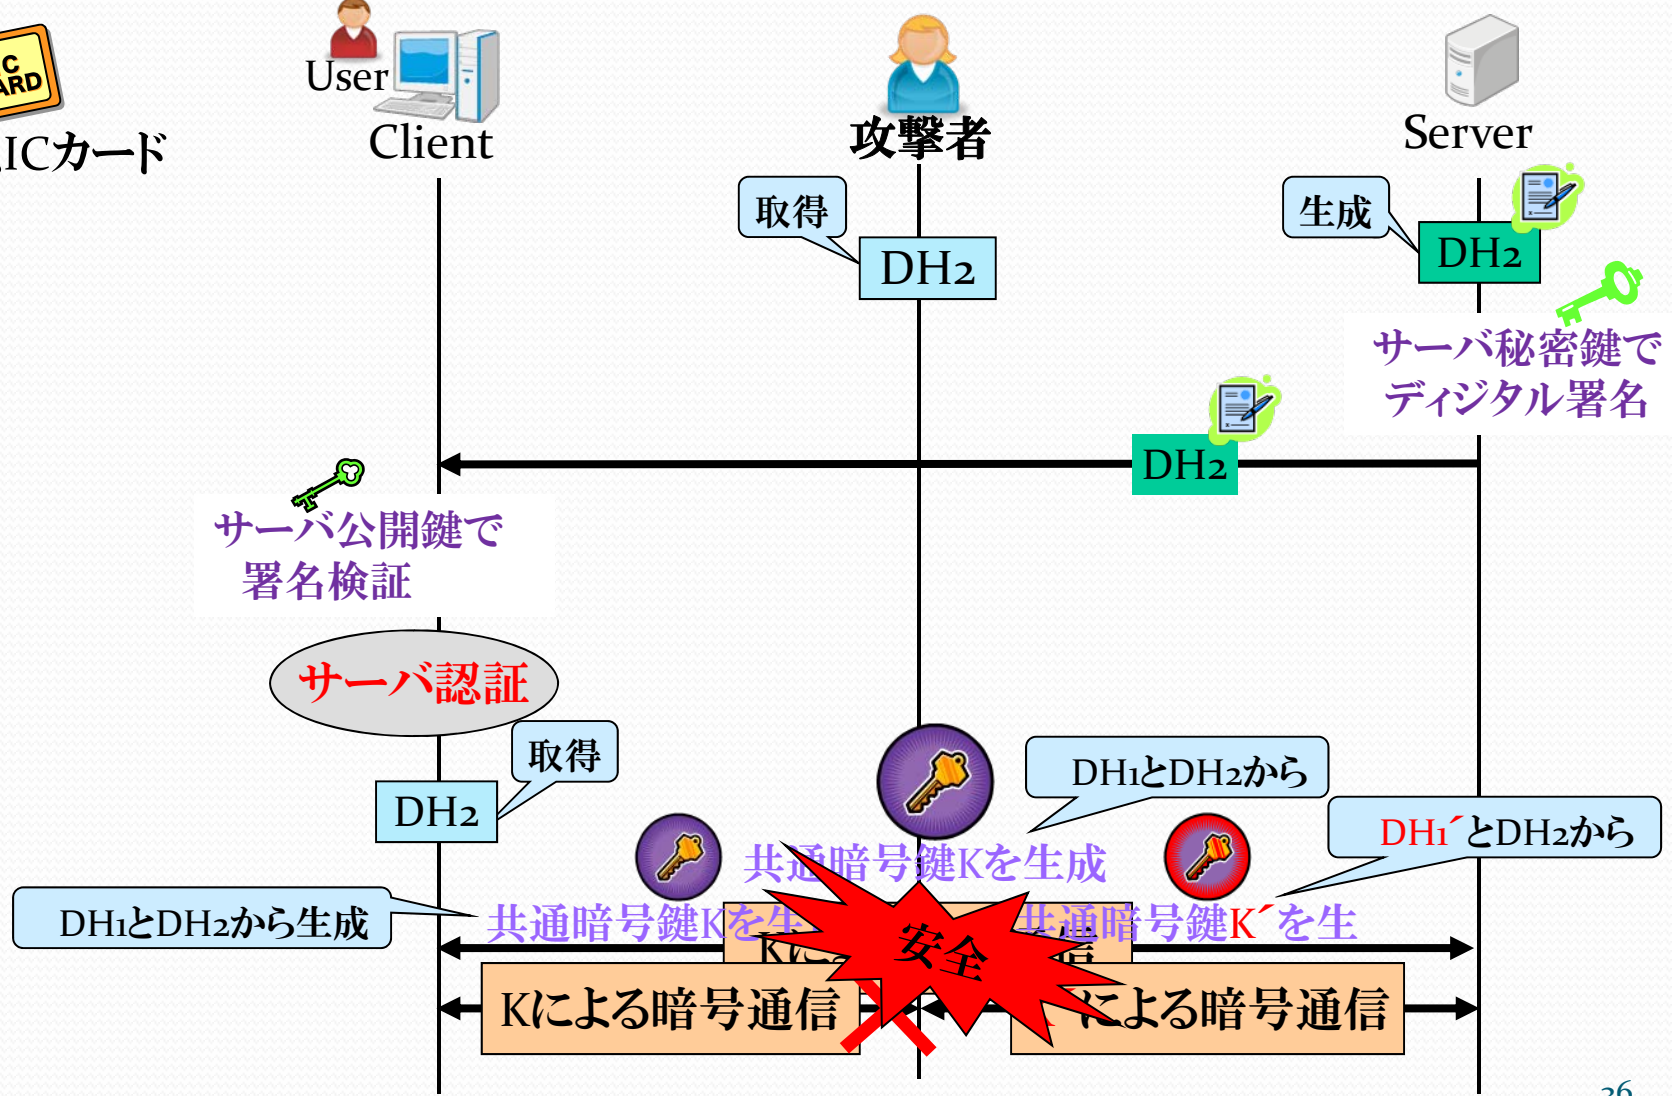 User
Client
攻撃者
Server
ICカード
取得
DH2
生成
DH2
サーバ秘密鍵で
ディジタル署名
DH2
サーバ公開鍵で
署名検証
サーバ認証
取得
DH2
DH1とDH2から
DH1´とDH2から
共通暗号鍵Kを生成
DH1とDH2から生成
共通暗号鍵Kを生
共通暗号鍵K´を生
安全
Kによる暗号通信
による暗号通信